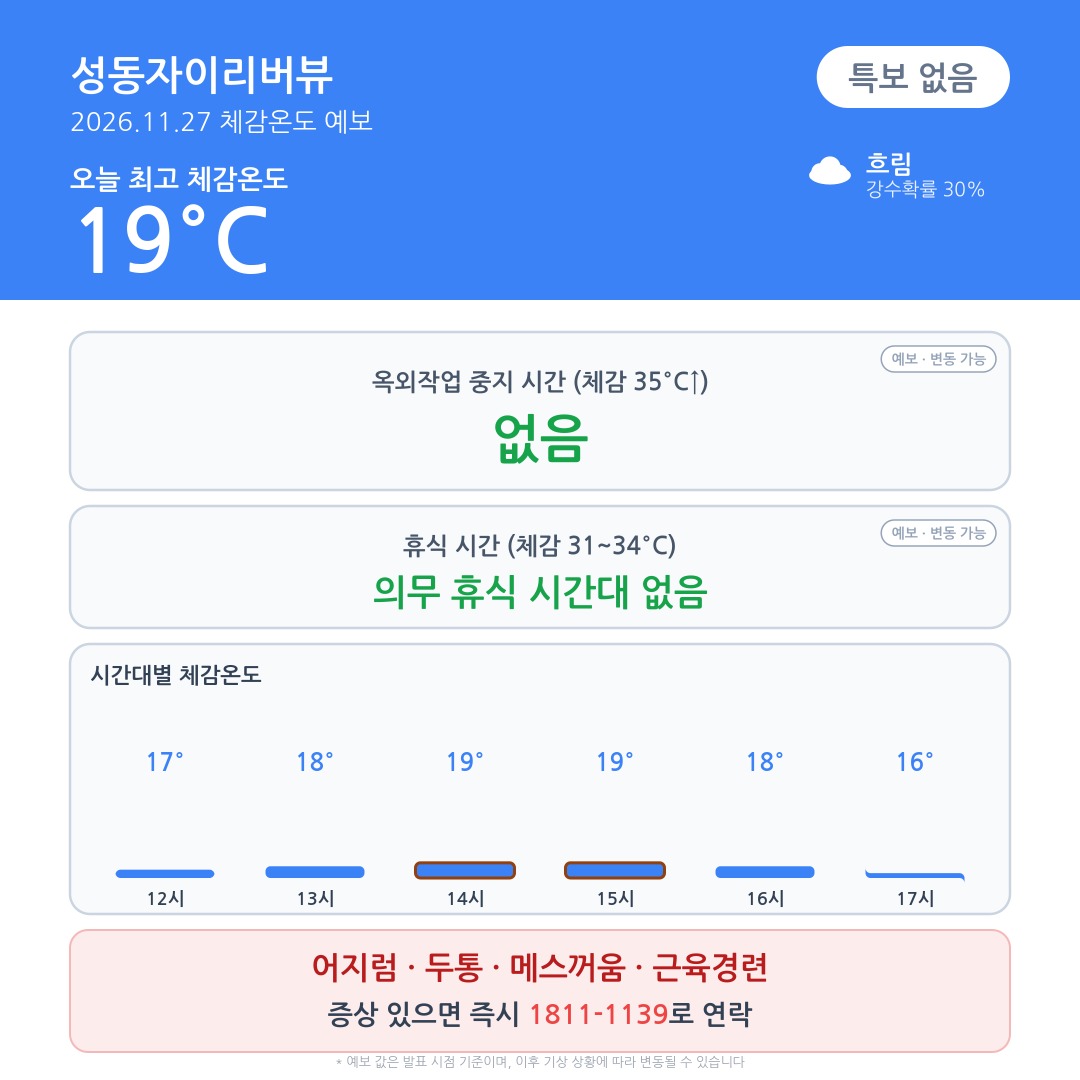 성동자이리버뷰
특보 없음
2026.11.27 체감온도 예보
흐림
강수확률 30%
오늘 최고 체감온도
19°C
예보 · 변동 가능
옥외작업 중지 시간 (체감 35°C↑)
없음
예보 · 변동 가능
휴식 시간 (체감 31~34°C)
의무 휴식 시간대 없음
시간대별 체감온도
17° 18° 19° 19° 18° 16°
12시 13시 14시 15시 16시 17시
어지럼 · 두통 · 메스꺼움 · 근육경련
증상 있으면 즉시 1811-1139로 연락
* 예보 값은 발표 시점 기준이며, 이후 기상 상황에 따라 변동될 수 있습니다